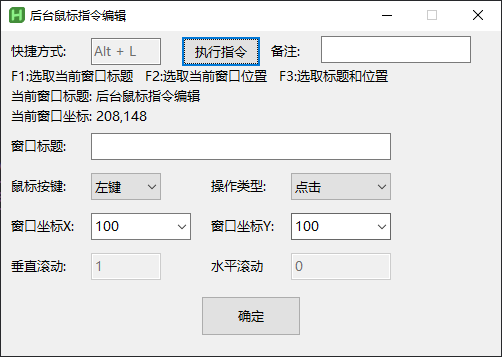 后台鼠标指令编辑
快捷方式: Alt + L 执行指令 备注:
F1:选取当前窗口标题 F2:选取当前窗口位置 F3:选取标题和位置
当前窗口标题: 后台鼠标指令编辑
当前窗口坐标: 208,148
窗口标题:
鼠标按键: 左键 操作类型: 点击
窗口坐标X: 100 窗口坐标Y: 100
垂直滚动: 1 水平滚动 0
确定